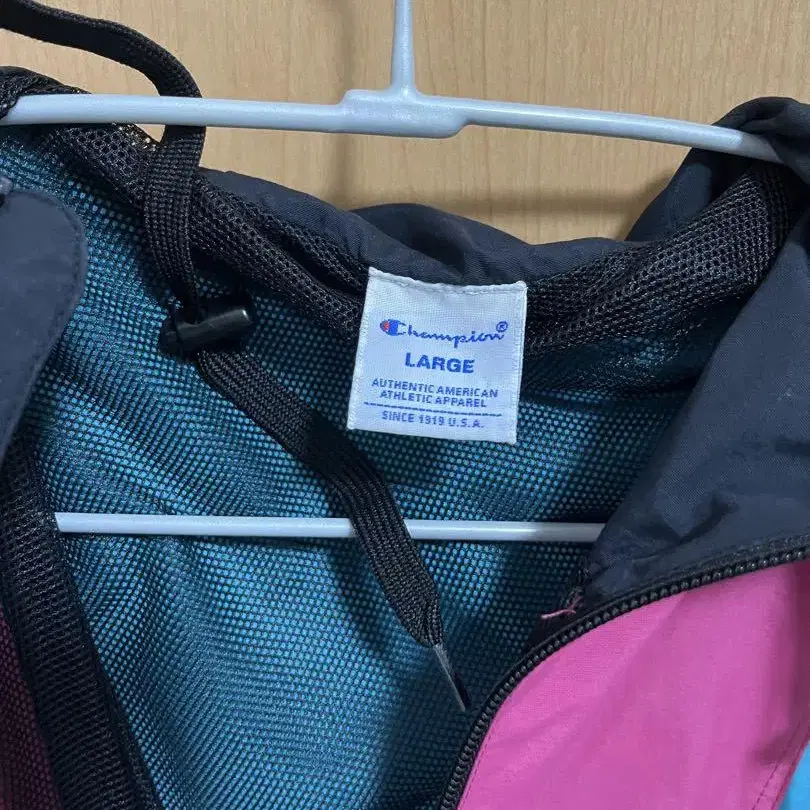 Champion®
LARGE
AUTHENTIC AMERICAN
ATHLETIC APPAREL
SINCE 1919 U.S.A.